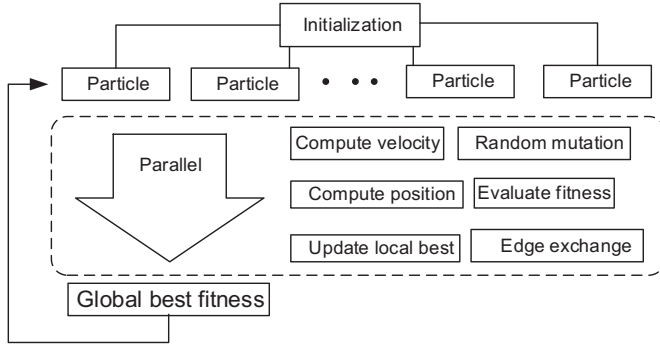 Initialization
Particle
Particle
• • •
Particle
Particle
Parallel
Compute velocity
Random mutation
Compute position
Evaluate fitness
Update local best
Edge exchange
Global best fitness